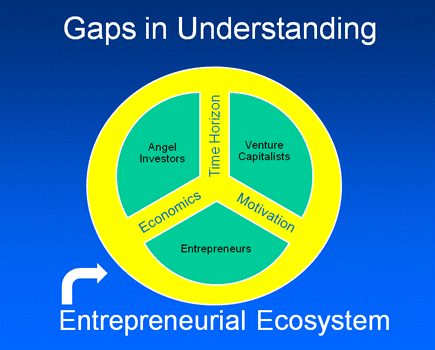 Gaps in Understanding
Angel
Investors
Time Horizon
Venture
Capitalists
Economics
Motivation
Entrepreneurs
Entrepreneurial Ecosystem